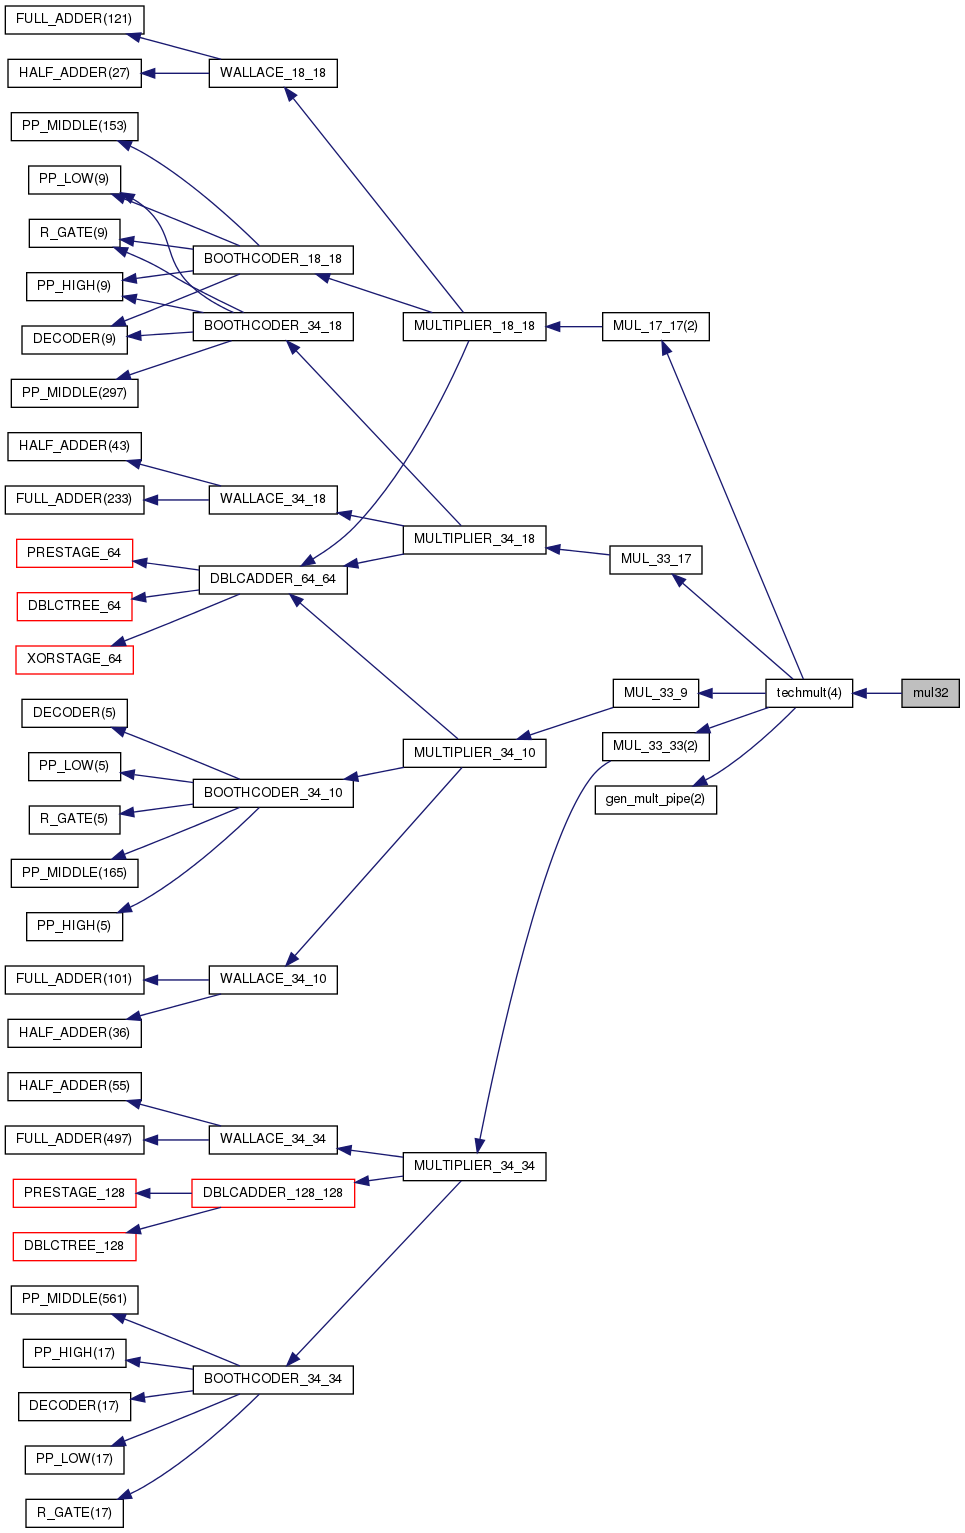 FULL_ADDER(121)
HALF_ADDER(27)
WALLACE_18_18
PP_MIDDLE(153)
PP_LOW(9)
R_GATE(9)
BOOTHCODER_18_18
PP_HIGH(9)
BOOTHCODER_34_18
MULTIPLIER_18_18
MUL_17_17(2)
DECODER(9)
PP_MIDDLE(297)
HALF_ADDER(43)
FULL_ADDER(233)
WALLACE_34_18
MULTIPLIER_34_18
PRESTAGE_64
MUL_33_17
DBLCADDER_64_64
DBLCTREE_64
XORSTAGE_64
MUL_33_9
techmult(4)
mul32
DECODER(5)
MUL_33_33(2)
MULTIPLIER_34_10
PP_LOW(5)
BOOTHCODER_34_10
gen_mult_pipe(2)
R_GATE(5)
PP_MIDDLE(165)
PP_HIGH(5)
FULL_ADDER(101)
WALLACE_34_10
HALF_ADDER(36)
HALF_ADDER(55)
FULL_ADDER(497)
WALLACE_34_34
MULTIPLIER_34_34
PRESTAGE_128
DBLCADDER_128_128
DBLCTREE_128
PP_MIDDLE(561)
PP_HIGH(17)
BOOTHCODER_34_34
DECODER(17)
PP_LOW(17)
R_GATE(17)